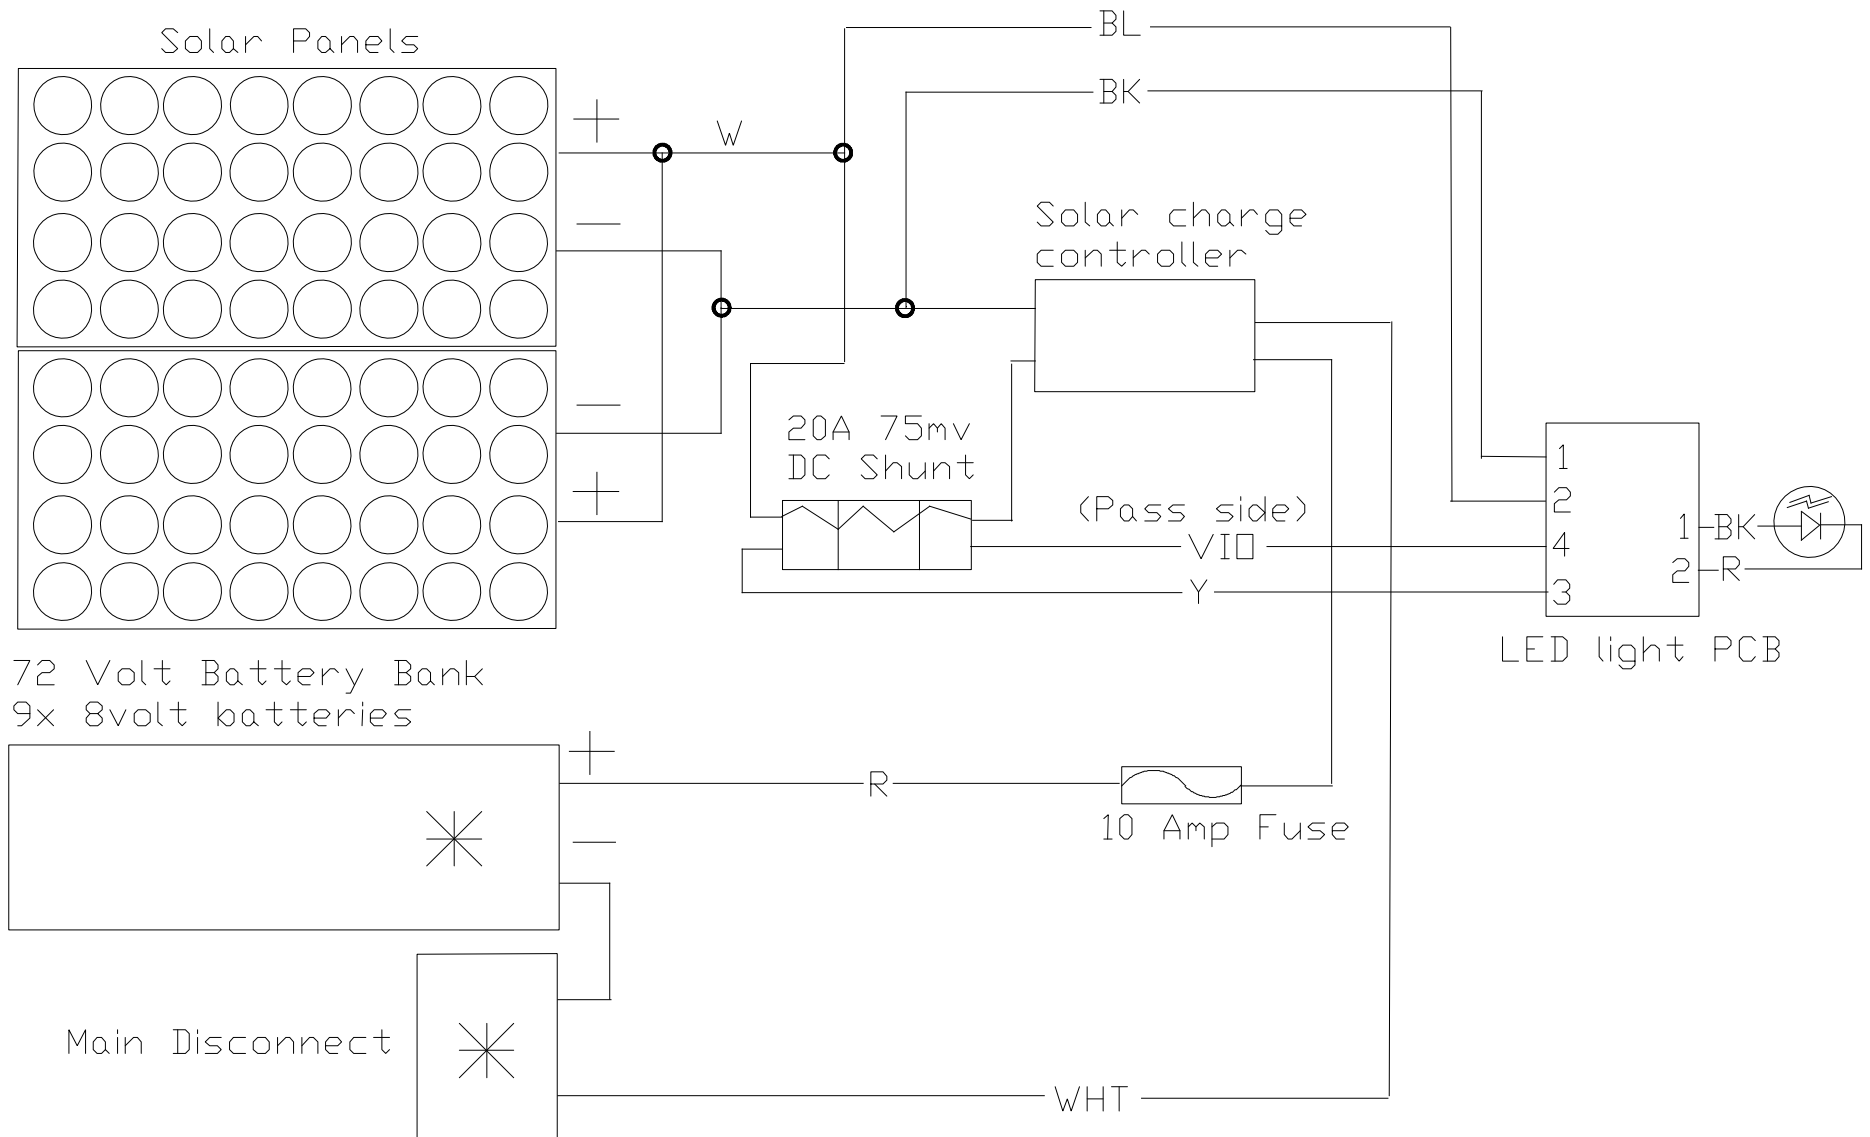 Solar Panels
BL
BK
+
W
−
Solar charge
controller
−
+
20A 75mv
DC Shunt
(Pass side)
VIO
Y
1
2
4
3
1
BK
2
R
LED light PCB
72 Volt Battery Bank
9x 8volt batteries
+
R
−
10 Amp Fuse
Main Disconnect
WHT